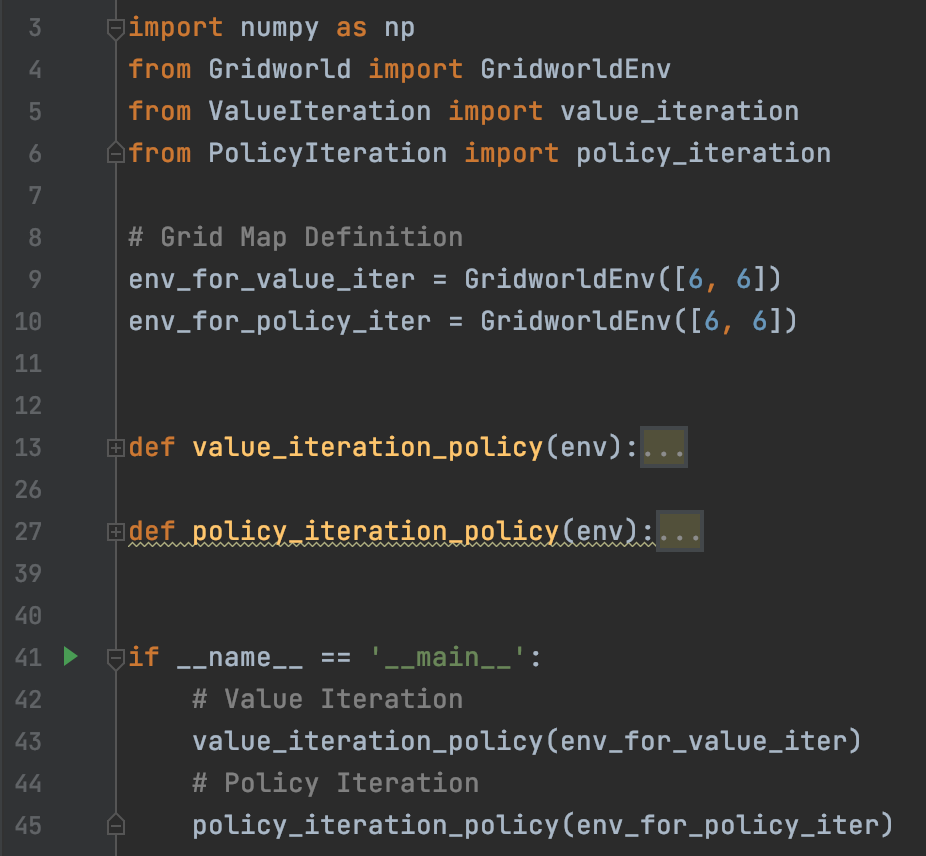 3 import numpy as np
4 from Gridworld import GridworldEnv
5 from ValueIteration import value_iteration
6 from PolicyIteration import policy_iteration
7
8 # Grid Map Definition
9 env_for_value_iter = GridworldEnv([6, 6])
10 env_for_policy_iter = GridworldEnv([6, 6])
11
12
13 def value_iteration_policy(env):...
26
27 def policy_iteration_policy(env):...
39
40
41 if __name__ == '__main__':
42     # Value Iteration
43     value_iteration_policy(env_for_value_iter)
44     # Policy Iteration
45     policy_iteration_policy(env_for_policy_iter)